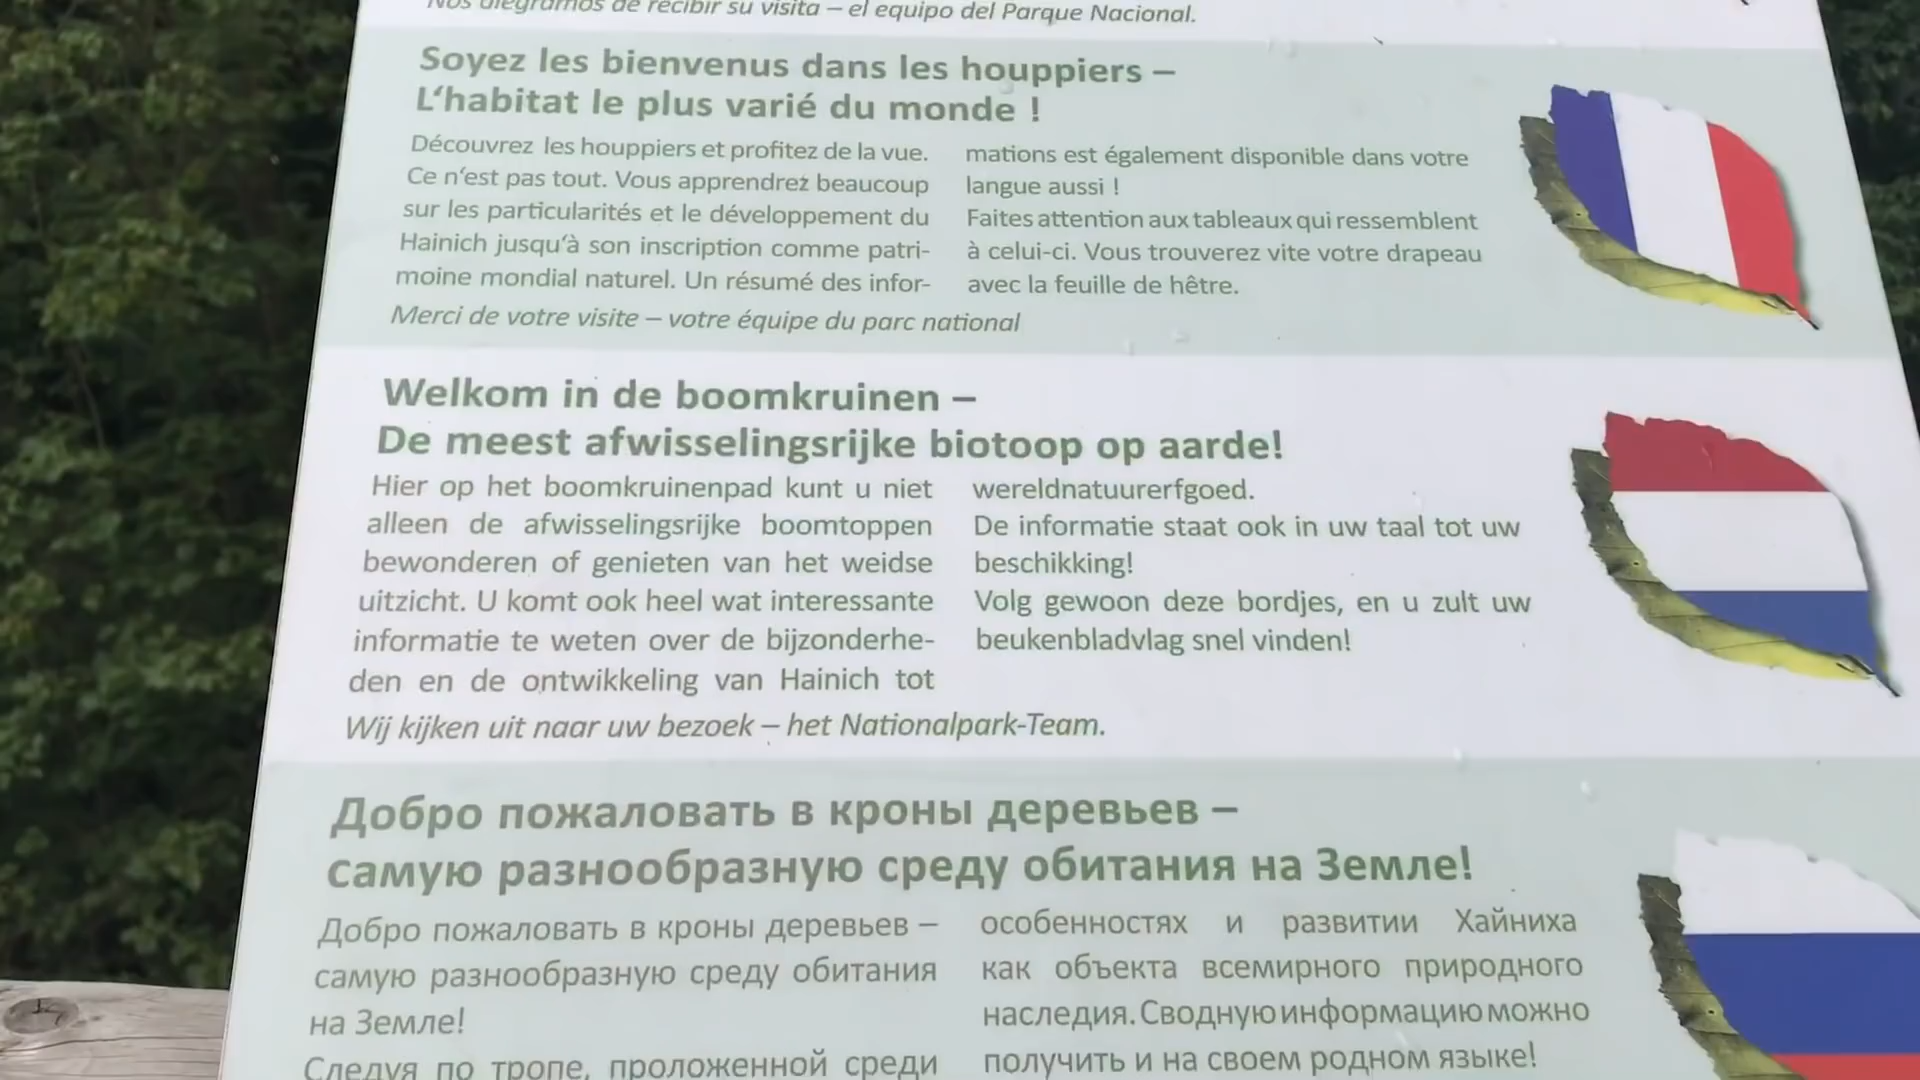 Nos alegramos de recibir su visita – el equipo del Parque Nacional.
Soyez les bienvenus dans les houppiers –
L‘habitat le plus varié du monde !
Découvrez les houppiers et profitez de la vue.
Ce n‘est pas tout. Vous apprendrez beaucoup
sur les particularités et le développement du
Hainich jusqu‘à son inscription comme patri-
moine mondial naturel. Un résumé des infor-
mations est également disponible dans votre
langue aussi !
Faites attention aux tableaux qui ressemblent
à celui-ci. Vous trouverez vite votre drapeau
avec la feuille de hêtre.
Merci de votre visite – votre équipe du parc national
Welkom in de boomkruinen –
De meest afwisselingsrijke biotoop op aarde!
Hier op het boomkruinenpad kunt u niet
alleen de afwisselingsrijke boomtoppen
bewonderen of genieten van het weidse
uitzicht. U komt ook heel wat interessante
informatie te weten over de bijzonderhe-
den en de ontwikkeling van Hainich tot
wereldnatuurerfgoed.
De informatie staat ook in uw taal tot uw
beschikking!
Volg gewoon deze bordjes, en u zult uw
beukenbladvlag snel vinden!
Wij kijken uit naar uw bezoek – het Nationalpark-Team.
Добро пожаловать в кроны деревьев –
самую разнообразную среду обитания на Земле!
Добро пожаловать в кроны деревьев –
самую разнообразную среду обитания
на Земле!
Следуя по тропе, проложенной среди
особенностях и развитии Хайниха
как объекта всемирного природного
наследия. Сводную информацию можно
получить и на своем родном языке!